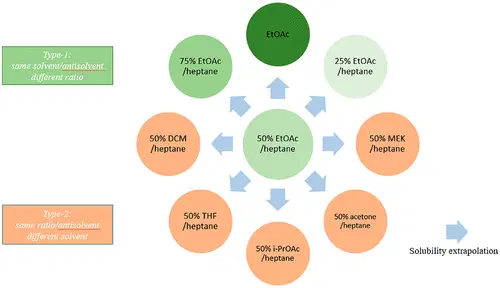 Type-1:
same solvent/antisolvent
different ratio
EtOAc
75% EtOAc
/heptane
25% EtOAc
/heptane
50% DCM
/heptane
50% EtOAc
/heptane
50% MEK
/heptane
Type-2:
same ratio/antisolvent
different solvent
50% THF
/heptane
50% i-PrOAc
/heptane
50% acetone
/heptane
Solubility extrapolation